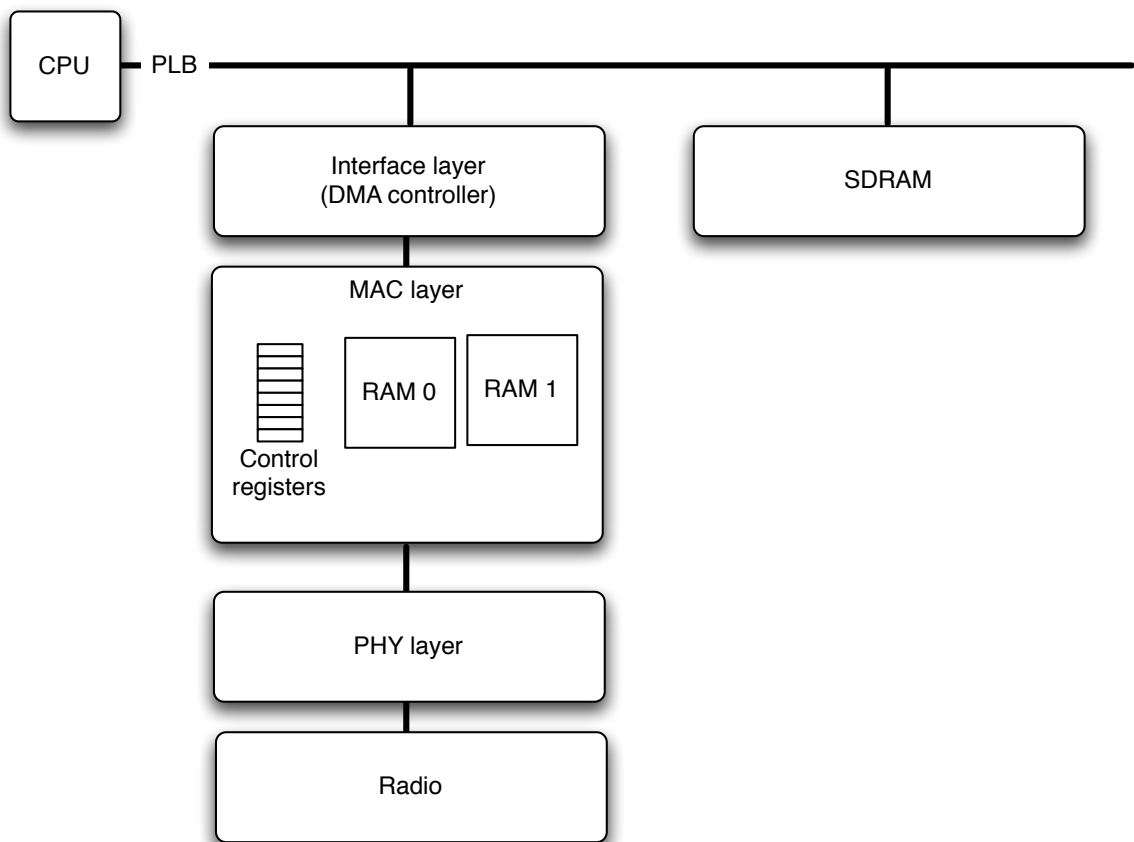 CPU
PLB
Interface layer
(DMA controller)
SDRAM
MAC layer
RAM 0
RAM 1
Control
registers
PHY layer
Radio